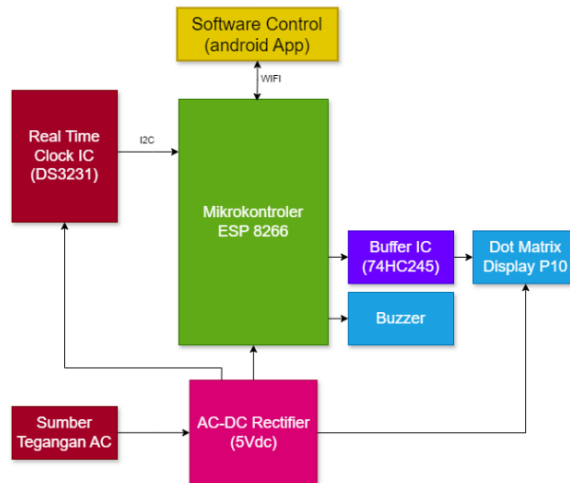 Software Control
(android App)
WIFI
Real Time
Clock IC
(DS3231)
I2C
Mikrokontroler
ESP 8266
Buffer IC
(74HC245)
Dot Matrix
Display P10
Buzzer
Sumber
Tegangan AC
AC-DC Rectifier
(5Vdc)